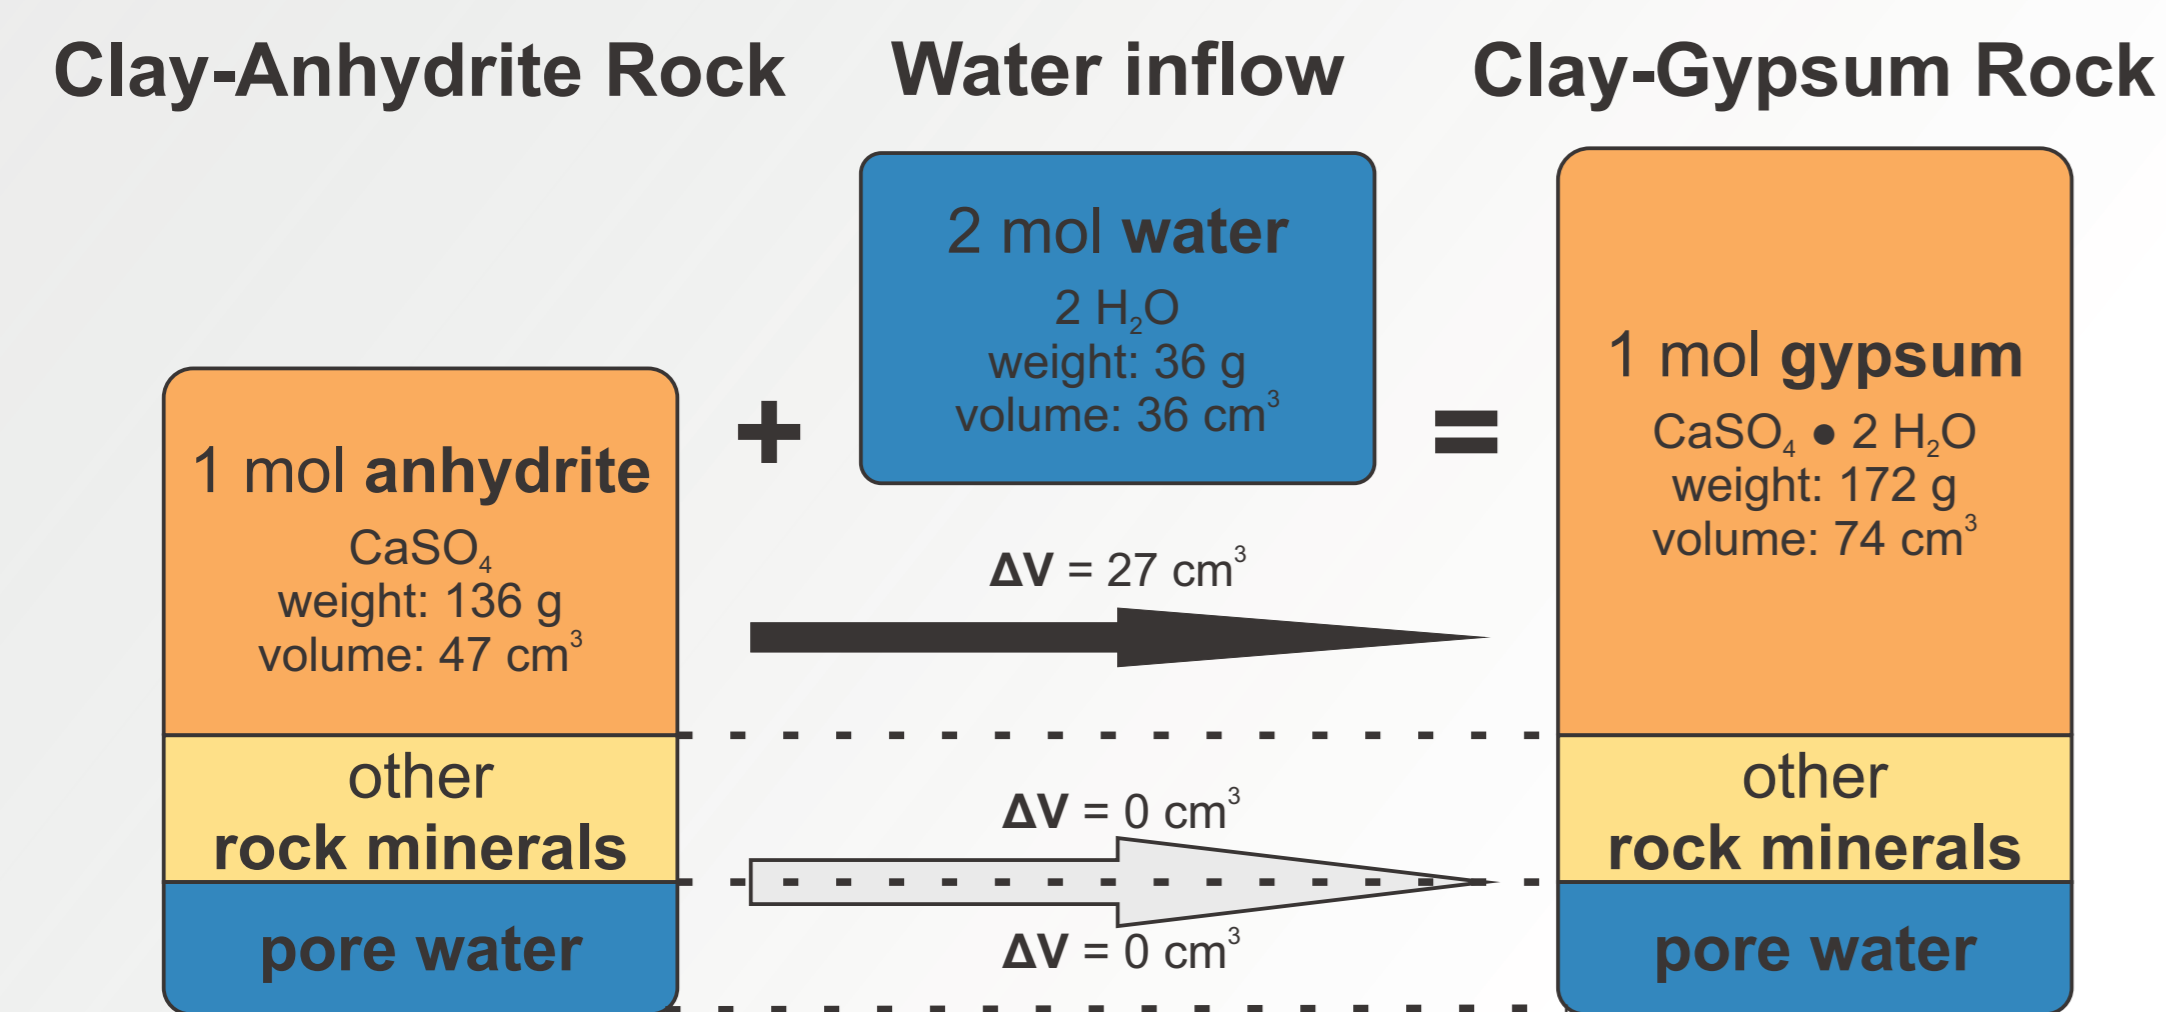 Clay-Anhydrite Rock
Water inflow
Clay-Gypsum Rock
1 mol anhydrite
CaSO₄
weight: 136 g
volume: 47 cm³
+
2 mol water
2 H₂O
weight: 36 g
volume: 36 cm³
=
1 mol gypsum
CaSO₄ ● 2 H₂O
weight: 172 g
volume: 74 cm³
ΔV = 27 cm³
other
rock minerals
ΔV = 0 cm³
other
rock minerals
pore water
ΔV = 0 cm³
pore water